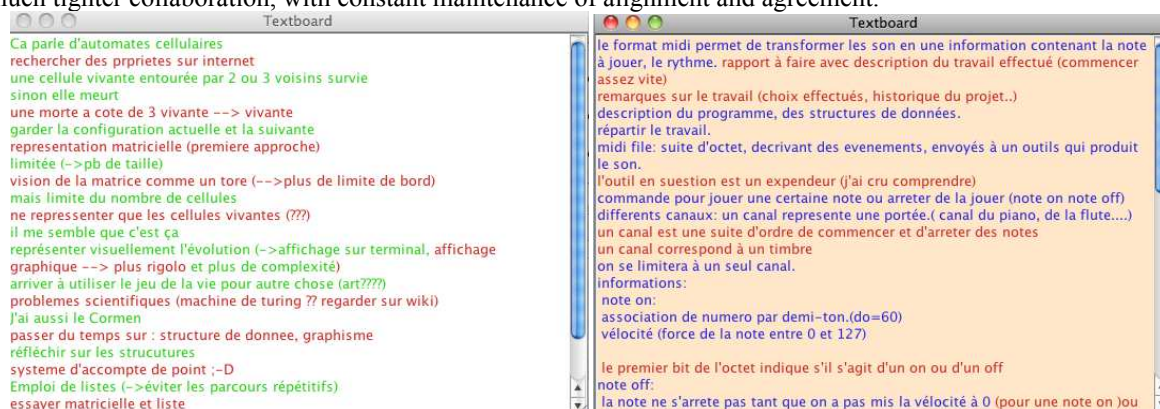 much tighter collaboration, with constant maintenance of alignment and agreement.
Textboard
Ca parle d'automates cellulaires
rechercher des prprietes sur internet
une cellule vivante entourée par 2 ou 3 voisins survie
sinon elle meurt
une morte a cote de 3 vivante --> vivante
garder la configuration actuelle et la suivante
representation matricielle (premiere approche)
limitée (->pb de taille)
vision de la matrice comme un tore (-->plus de limite de bord)
mais limite du nombre de cellules
ne repressenter que les cellules vivantes (???)
il me semble que c'est ça
représenter visuellement l'évolution (->affichage sur terminal, affichage
graphique --> plus rigolo et plus de complexité)
arriver à utiliser le jeu de la vie pour autre chose (art????)
problemes scientifiques (machine de turing ?? regarder sur wiki)
J'ai aussi le Cormen
passer du temps sur : structure de donnee, graphisme
réfléchir sur les strucutures
systeme d'accompte de point ;-D
Emploi de listes (->éviter les parcours répétitifs)
essayer matricielle et liste
Textboard
le format midi permet de transformer les son en une information contenant la note
à jouer, le rythme. rapport à faire avec description du travail effectué (commencer
assez vite)
remarques sur le travail (choix effectués, historique du projet..)
description du programme, des structures de données.
répartir le travail.
midi file: suite d'octet, decrivant des evenements, envoyés à un outils qui produit
le son.
l'outil en suestion est un expendeur (j'ai cru comprendre)
commande pour jouer une certaine note ou arreter de la jouer (note on note off)
differents canaux: un canal represente une portée.( canal du piano, de la flute....)
un canal est une suite d'ordre de commencer et d'arreter des notes
un canal correspond à un timbre
on se limitera à un seul canal.
informations:
note on:
association de numero par demi-ton.(do=60)
vélocité (force de la note entre 0 et 127)
le premier bit de l'octet indique s'il s'agit d'un on ou d'un off
note off:
la note ne s'arrete pas tant que on a pas mis la vélocité à 0 (pour une note on )ou